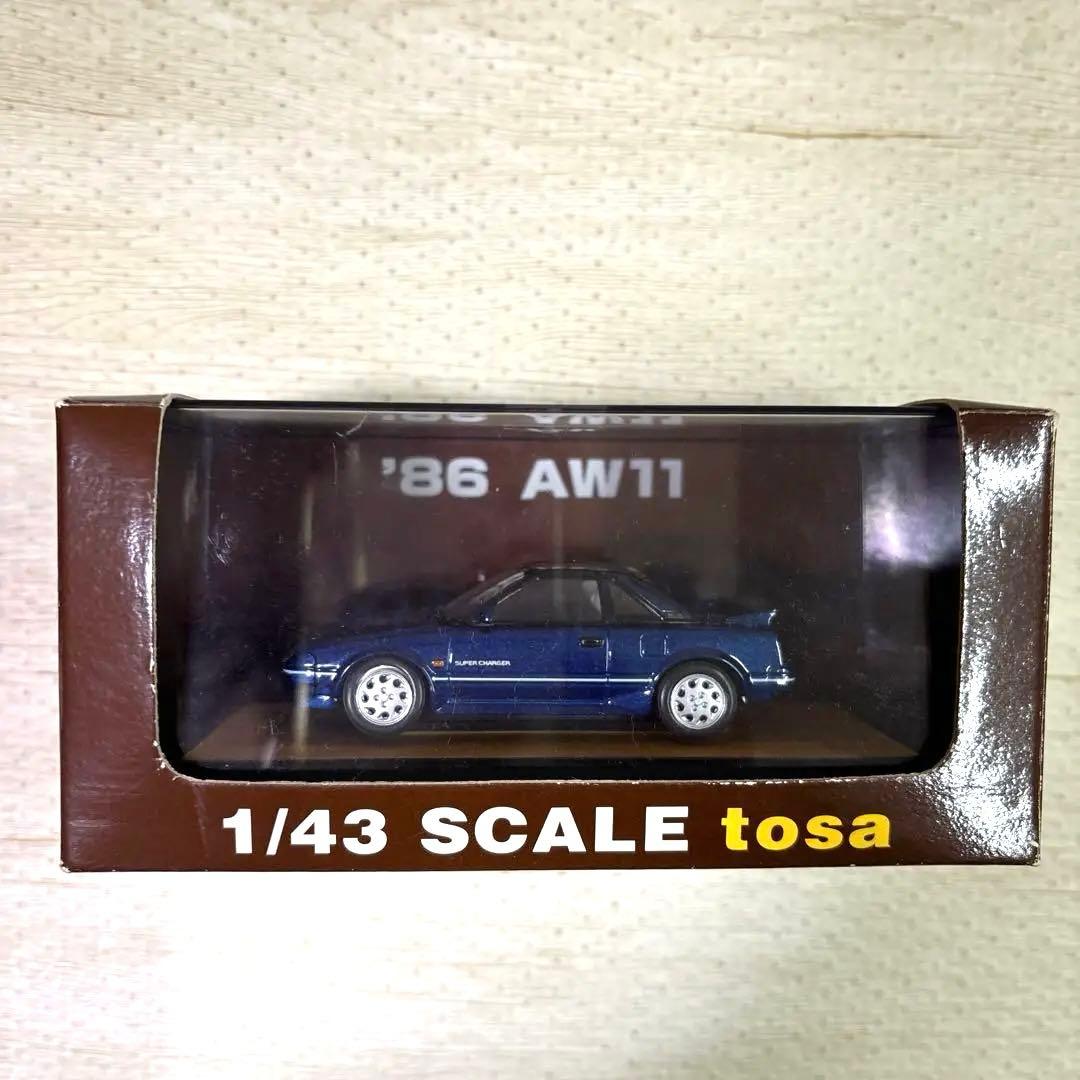 '86 AW11
SUPER CHARGER
1/43 SCALE tosa